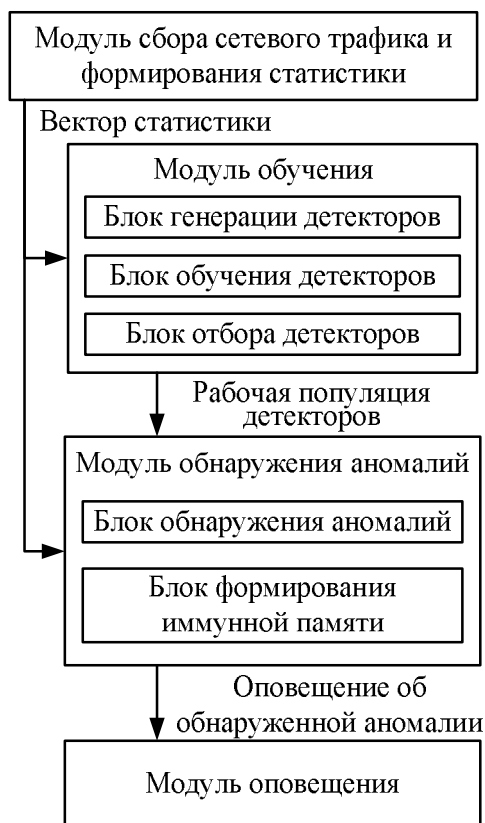 Модуль сбора сетевого трафика и
формирования статистики
Вектор статистики
Модуль обучения
Блок генерации детекторов
Блок обучения детекторов
Блок отбора детекторов
Рабочая популяция
детекторов
Модуль обнаружения аномалий
Блок обнаружения аномалий
Блок формирования
иммунной памяти
Оповещение об
обнаруженной аномалии
Модуль оповещения